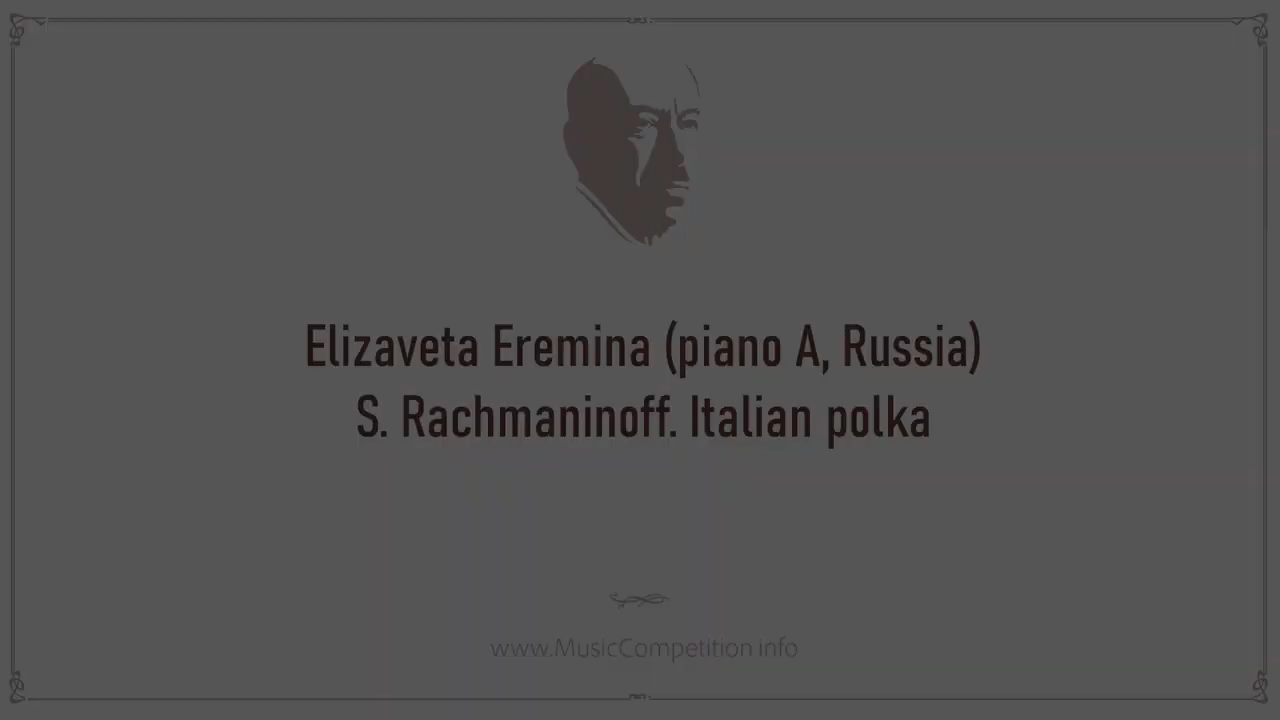 Elizaveta Eremina (piano A, Russia)
S. Rachmaninoff. Italian polka
www.MusicCompetition.info